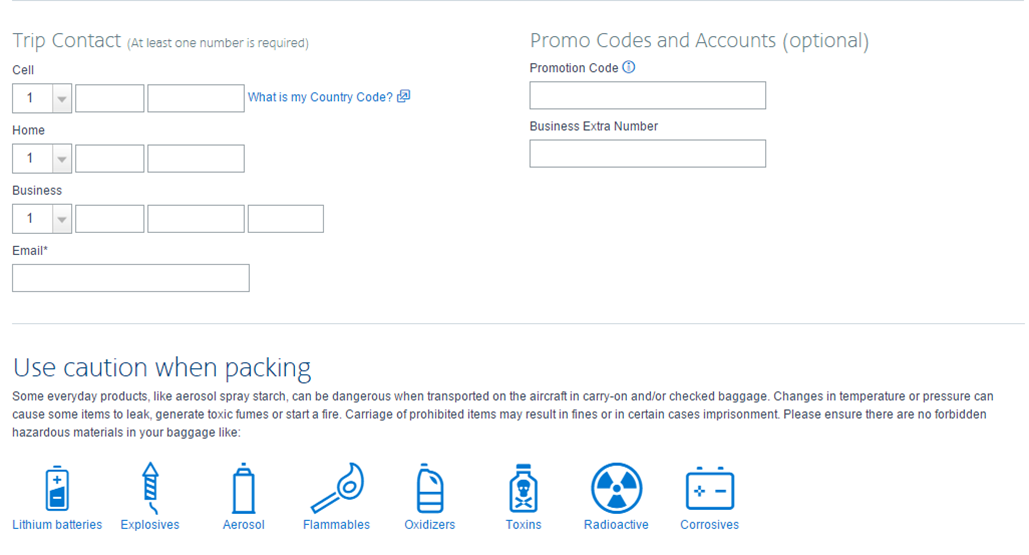 Trip Contact (At least one number is required)
Cell
1
What is my Country Code?
Home
1
Business
1
Email*
Promo Codes and Accounts (optional)
Promotion Code
Business Extra Number
Use caution when packing
Some everyday products, like aerosol spray starch, can be dangerous when transported on the aircraft in carry-on and/or checked baggage. Changes in temperature or pressure can
cause some items to leak, generate toxic fumes or start a fire. Carriage of prohibited items may result in fines or in certain cases imprisonment. Please ensure there are no forbidden
hazardous materials in your baggage like:
Lithium batteries
Explosives
Aerosol
Flammables
Oxidizers
Toxins
Radioactive
Corrosives